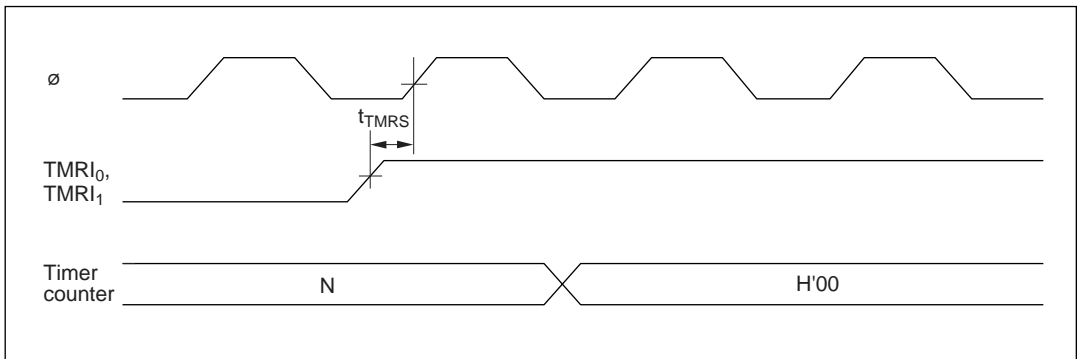 ø
tTMRS
TMRI0,
TMRI1
Timer
counter
N
H'00